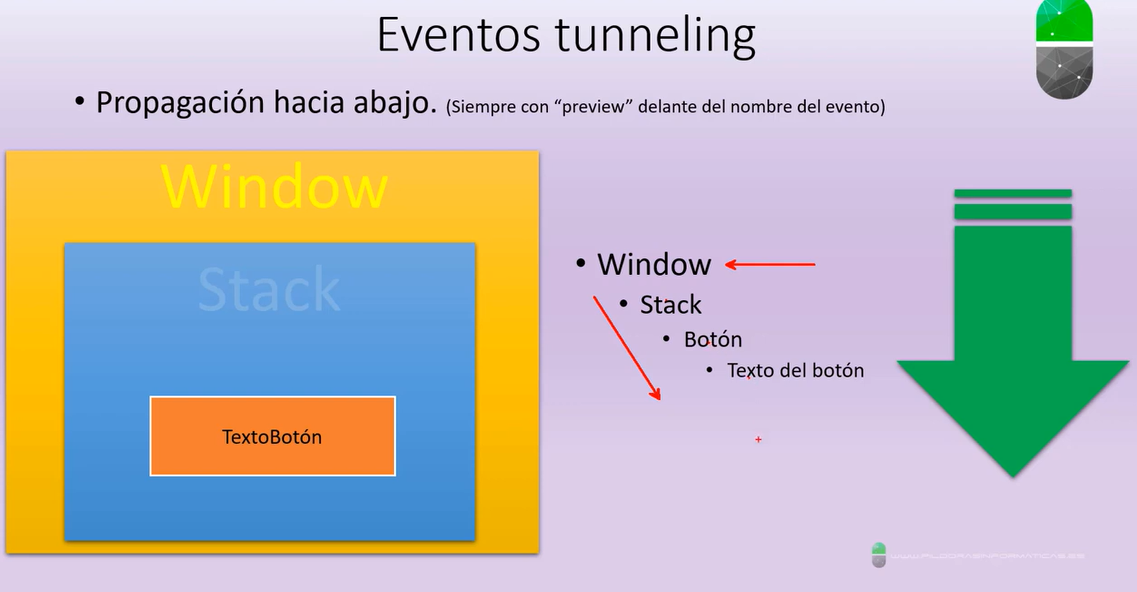 Eventos tunneling
• Propagación hacia abajo. (Siempre con “preview” delante del nombre del evento)
Window
Stack
TextoBotón
• Window
• Stack
• Botón
• Texto del botón
WWW.PILDORASINFORMATICAS.ES